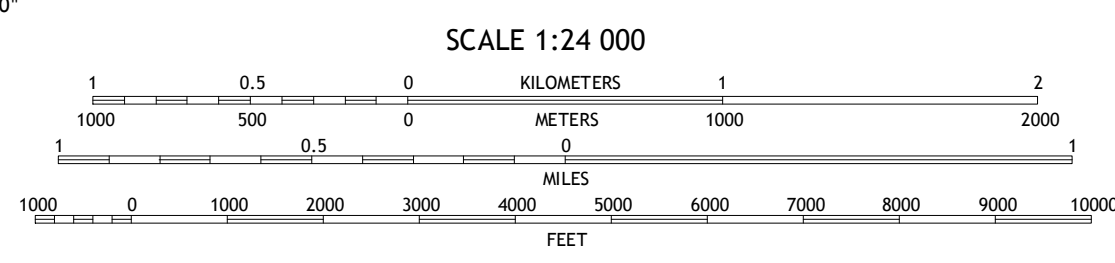 0"
SCALE 1:24 000
1 0.5 0 KILOMETERS 1 2
1000 500 0 METERS 1000 2000
1 0.5 0 1
MILES
1000 0 1000 2000 3000 4000 5000 6000 7000 8000 9000 10000
FEET